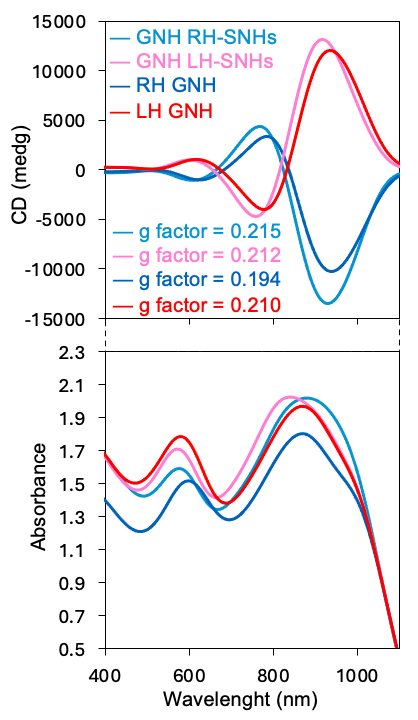 15000
10000
5000
0
-5000
-10000
-15000
CD (medg)
GNH RH-SNHs
GNH LH-SNHs
RH GNH
LH GNH
g factor = 0.215
g factor = 0.212
g factor = 0.194
g factor = 0.210
2.3
2.1
1.9
1.7
1.5
1.3
1.1
0.9
0.7
0.5
Absorbance
400 600 800 1000
Wavelenght (nm)